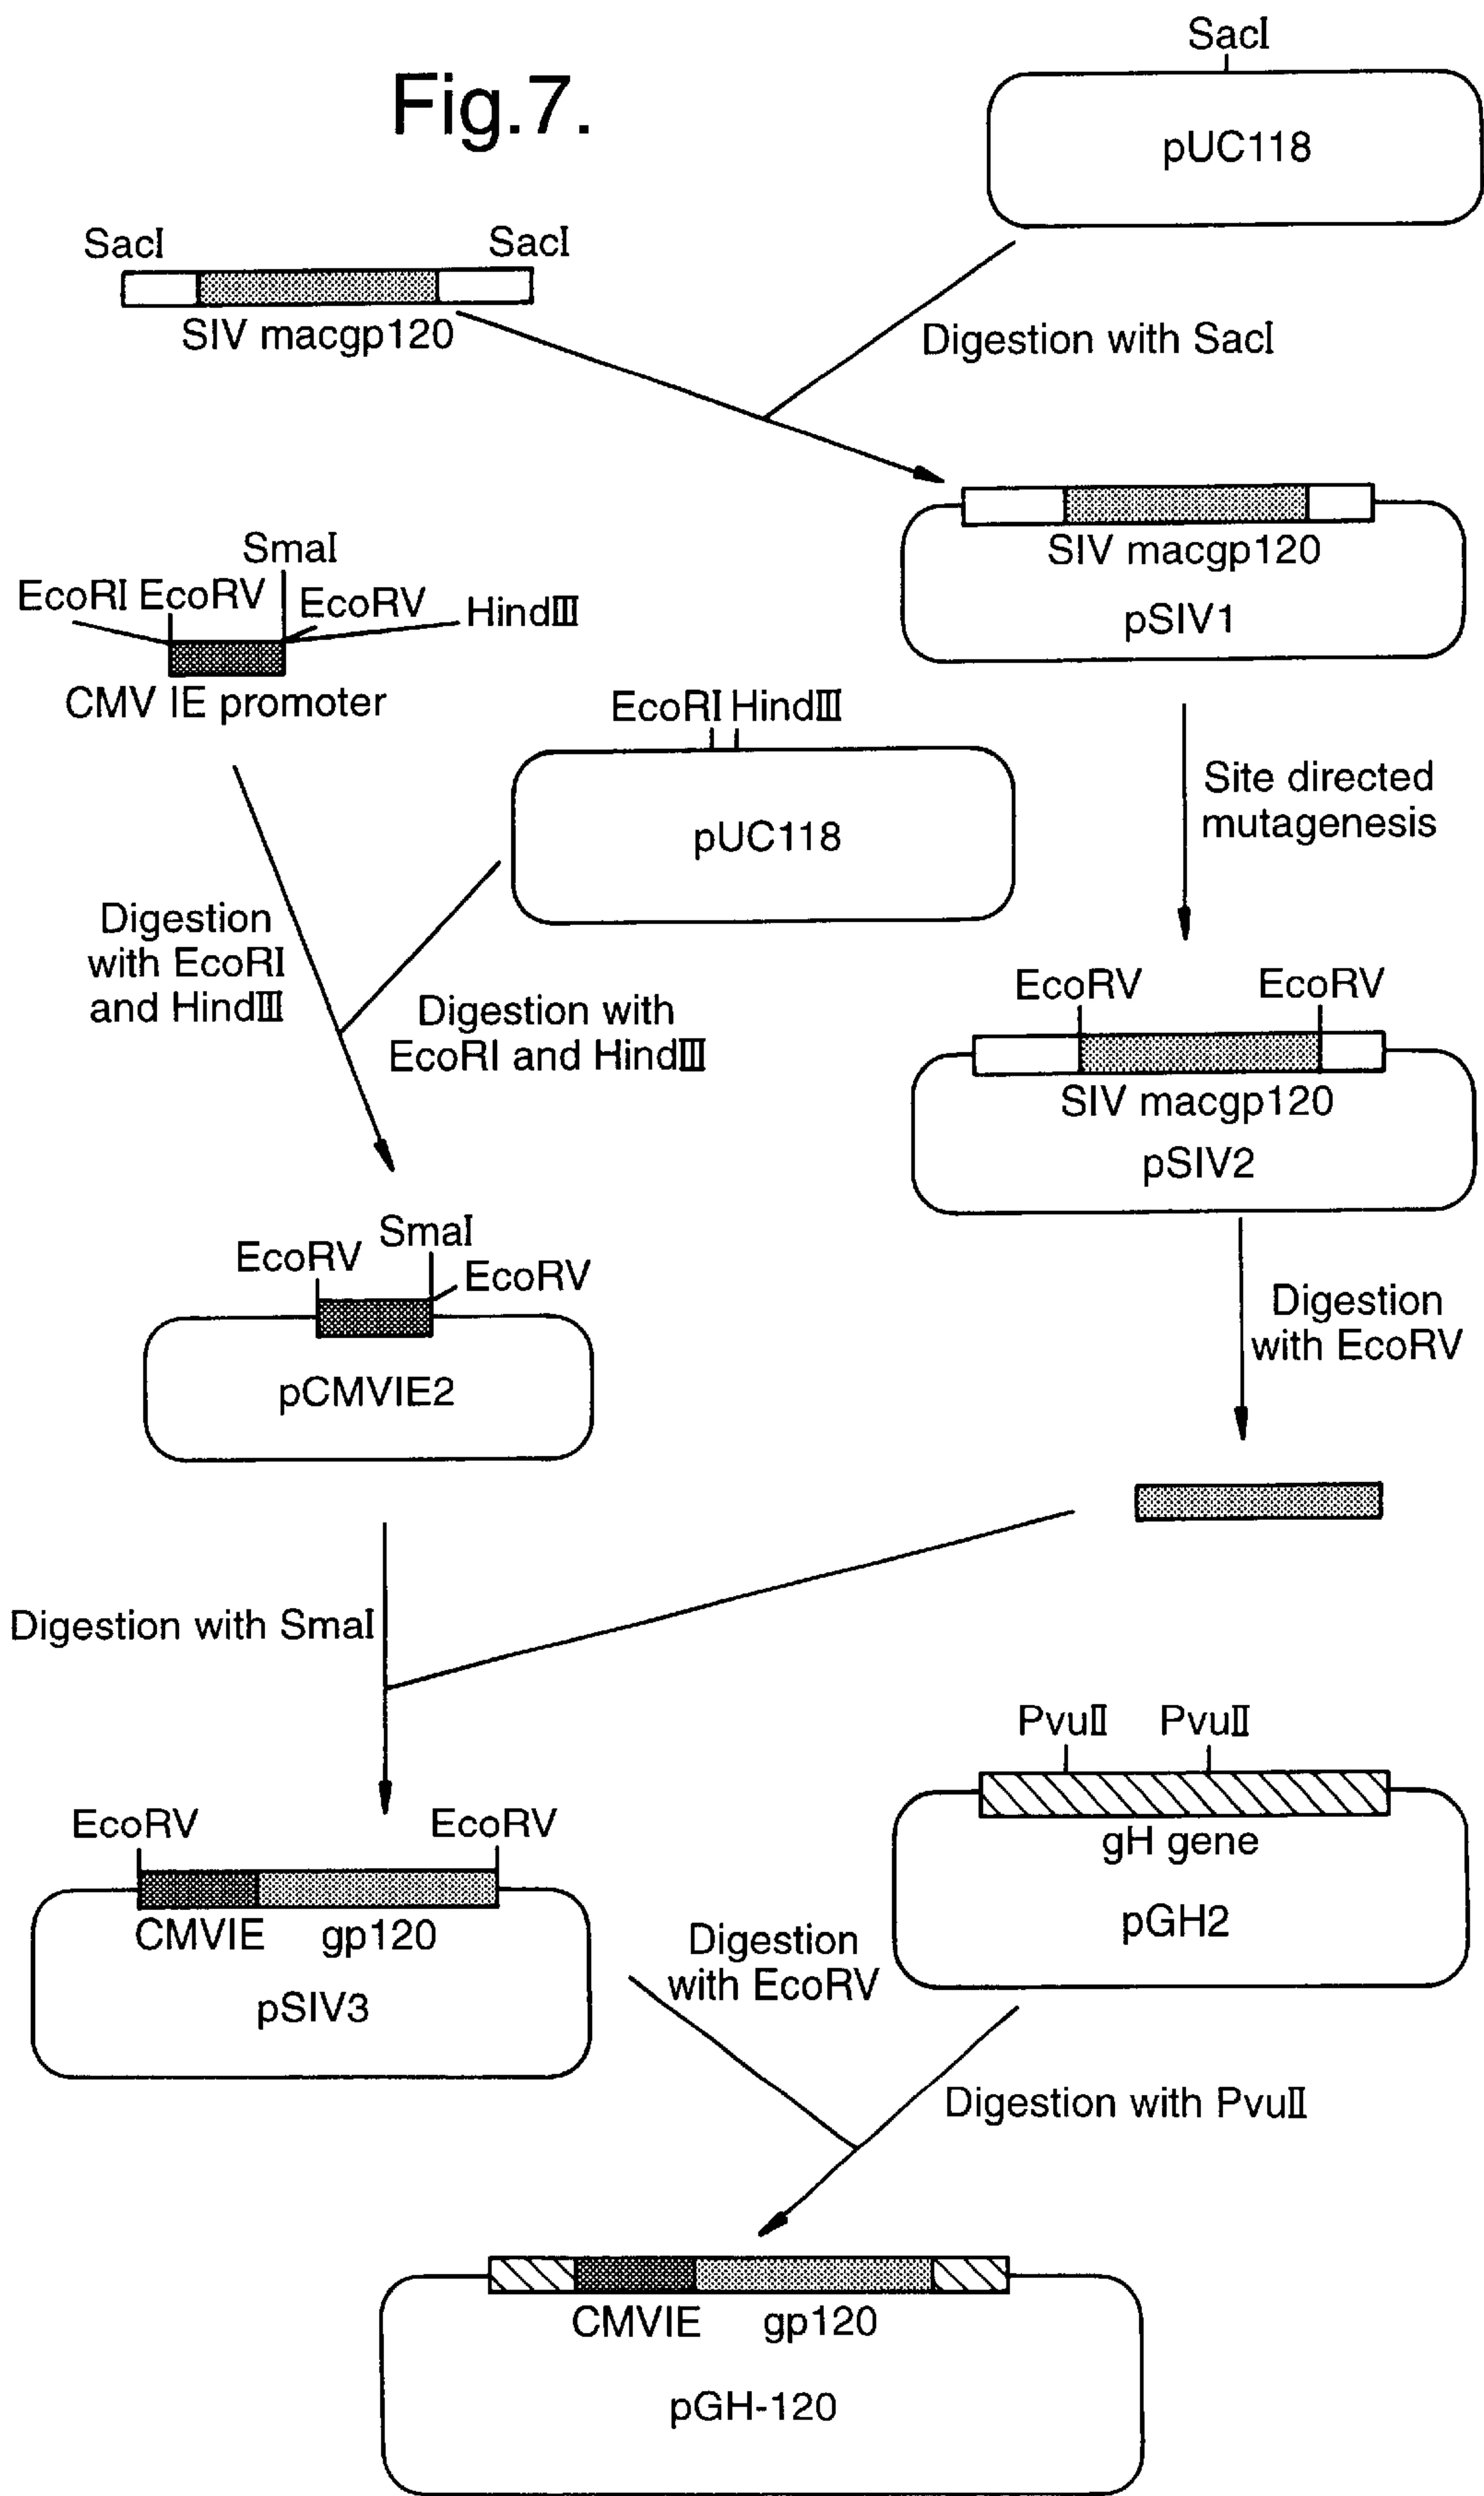 Fig.7.
SacI
pUC118
SacI
SacI
SIV macgp120
Digestion with SacI
SIV macgp120
pSIV1
SmaI
EcoRI EcoRV
EcoRV
HindIII
CMV IE promoter
EcoRI HindIII
pUC118
Site directed
mutagenesis
Digestion
with EcoRI
and HindIII
Digestion with
EcoRI and HindIII
EcoRV
EcoRV
SIV macgp120
pSIV2
SmaI
EcoRV
EcoRV
pCMVIE2
Digestion
with EcoRV
Digestion with SmaI
PvuII
PvuII
gH gene
pGH2
EcoRV
EcoRV
CMVIE
gp120
pSIV3
Digestion
with EcoRV
Digestion with PvuII
CMVIE
gp120
pGH-120